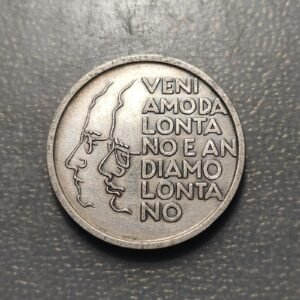 VENI
AMO DA
LONTA
NO E AN
DIAMO
LONTA
NO